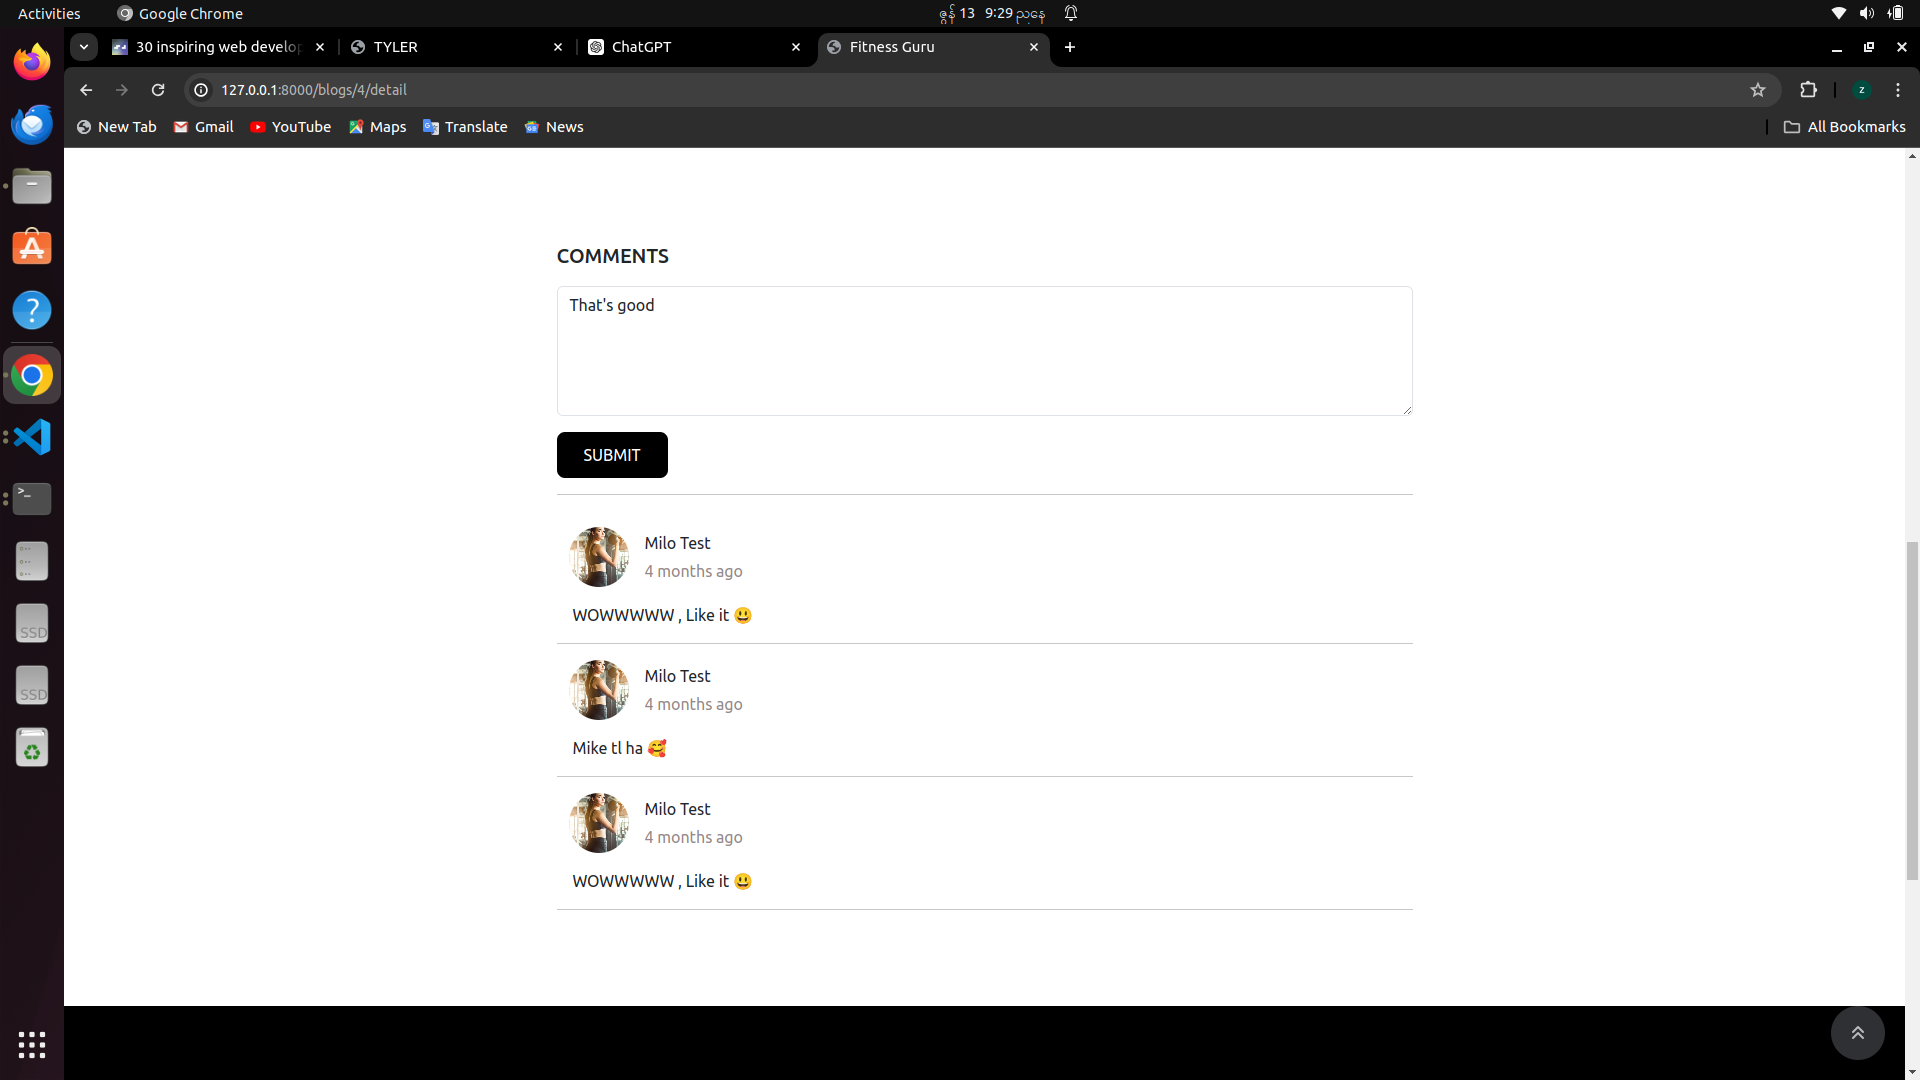 Activities
Google Chrome
ဇွန် 13 9:29 ညနေ
30 inspiring web develop
TYLER
ChatGPT
Fitness Guru
127.0.0.1:8000/blogs/4/detail
z
New Tab
Gmail
YouTube
Maps
Translate
News
All Bookmarks
COMMENTS
That's good
SUBMIT
Milo Test
4 months ago
WOWWWWW , Like it 😃
Milo Test
4 months ago
Mike tl ha 🥰
Milo Test
4 months ago
WOWWWWW , Like it 😃
SSD
SSD